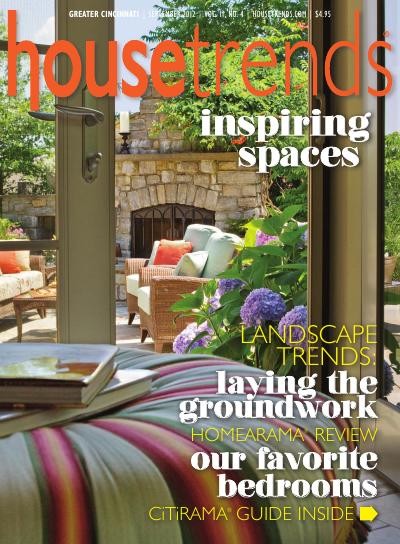 GREATER CINCINNATI | SEPTEMBER 2012 | VOL. 11, NO. 4 | HOUSETRENDS.COM | $4.95
housetrends®
inspiring
spaces
LANDSCAPE
TRENDS:
laying the
groundwork
HOMEARAMA® REVIEW
our favorite
bedrooms
CiTiRAMA® GUIDE INSIDE